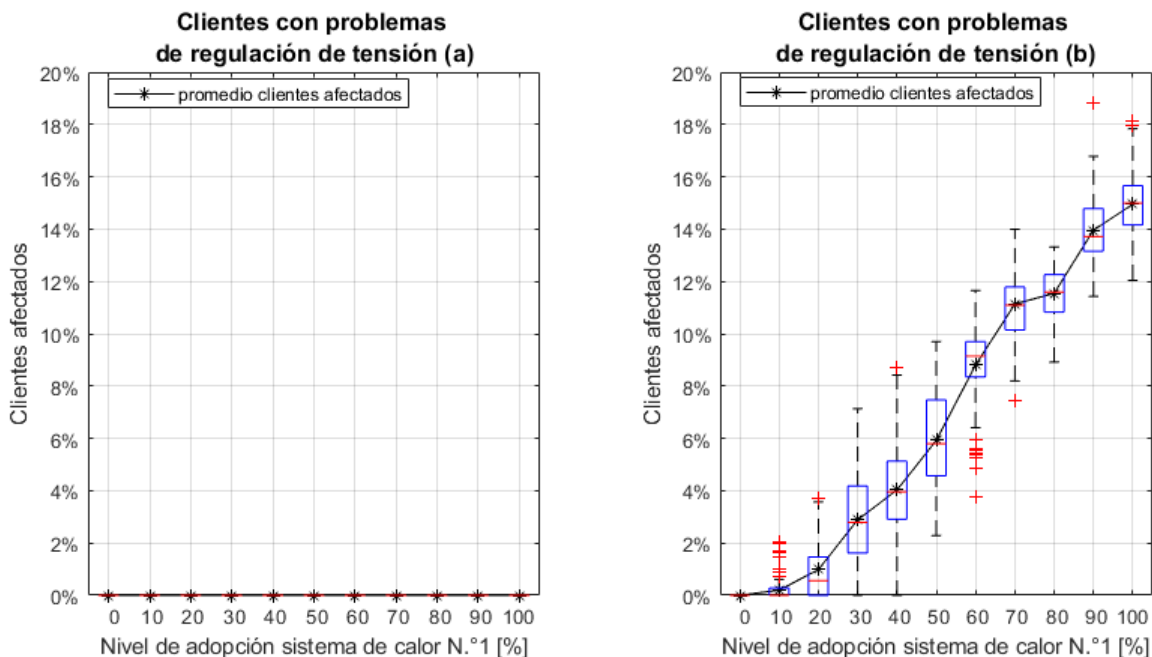 Clientes con problemas
de regulación de tensión (a)
promedio clientes afectados
20%
18%
16%
14%
12%
10%
8%
6%
4%
2%
0%
Clientes afectados
0 10 20 30 40 50 60 70 80 90 100
Nivel de adopción sistema de calor N.°1 [%]
Clientes con problemas
de regulación de tensión (b)
promedio clientes afectados
20%
18%
16%
14%
12%
10%
8%
6%
4%
2%
0%
Clientes afectados
0 10 20 30 40 50 60 70 80 90 100
Nivel de adopción sistema de calor N.°1 [%]